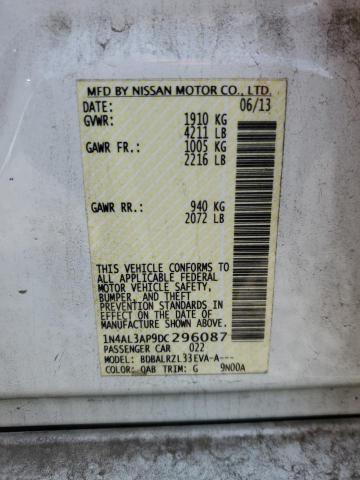 MFD BY NISSAN MOTOR CO., LTD.
DATE: 06/13
GVWR: 1910 KG
4211 LB
GAWR FR.: 1005 KG
2216 LB
GAWR RR.: 940 KG
2072 LB
THIS VEHICLE CONFORMS TO
ALL APPLICABLE FEDERAL
MOTOR VEHICLE SAFETY,
BUMPER, AND THEFT
PREVENTION STANDARDS IN
EFFECT ON THE DATE OF
MANUFACTURE SHOWN ABOVE.
1N4AL3AP9DC296087
PASSENGER CAR 022
MODEL: BDBALRZL33EVA-A---
COLOR: QAB TRIM: G 9N00A